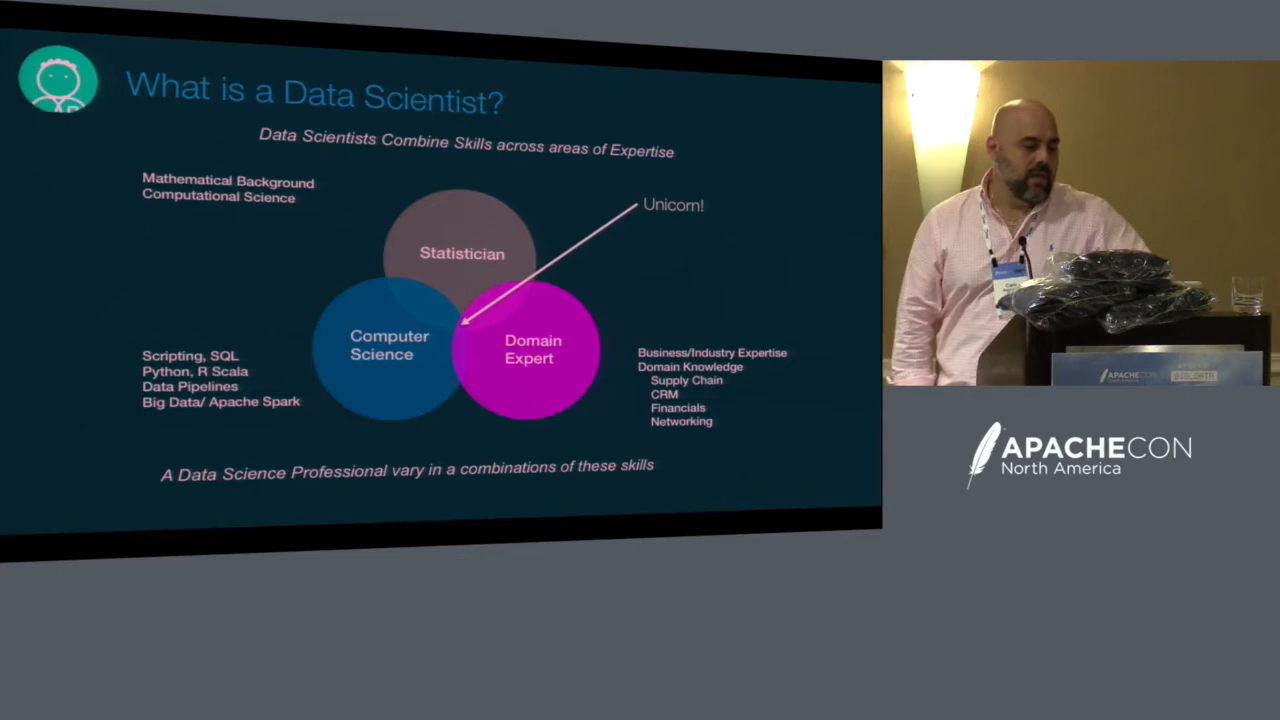 What is a Data Scientist?
Data Scientists Combine Skills across areas of Expertise
Mathematical Background
Computational Science
Unicorn!
Statistician
Computer
Science
Domain
Expert
Scripting, SQL
Python, R Scala
Data Pipelines
Big Data/ Apache Spark
Business/Industry Expertise
Domain Knowledge
Supply Chain
CRM
Financials
Networking
A Data Science Professional vary in a combinations of these skills
APACHECON
North America
APACHECON